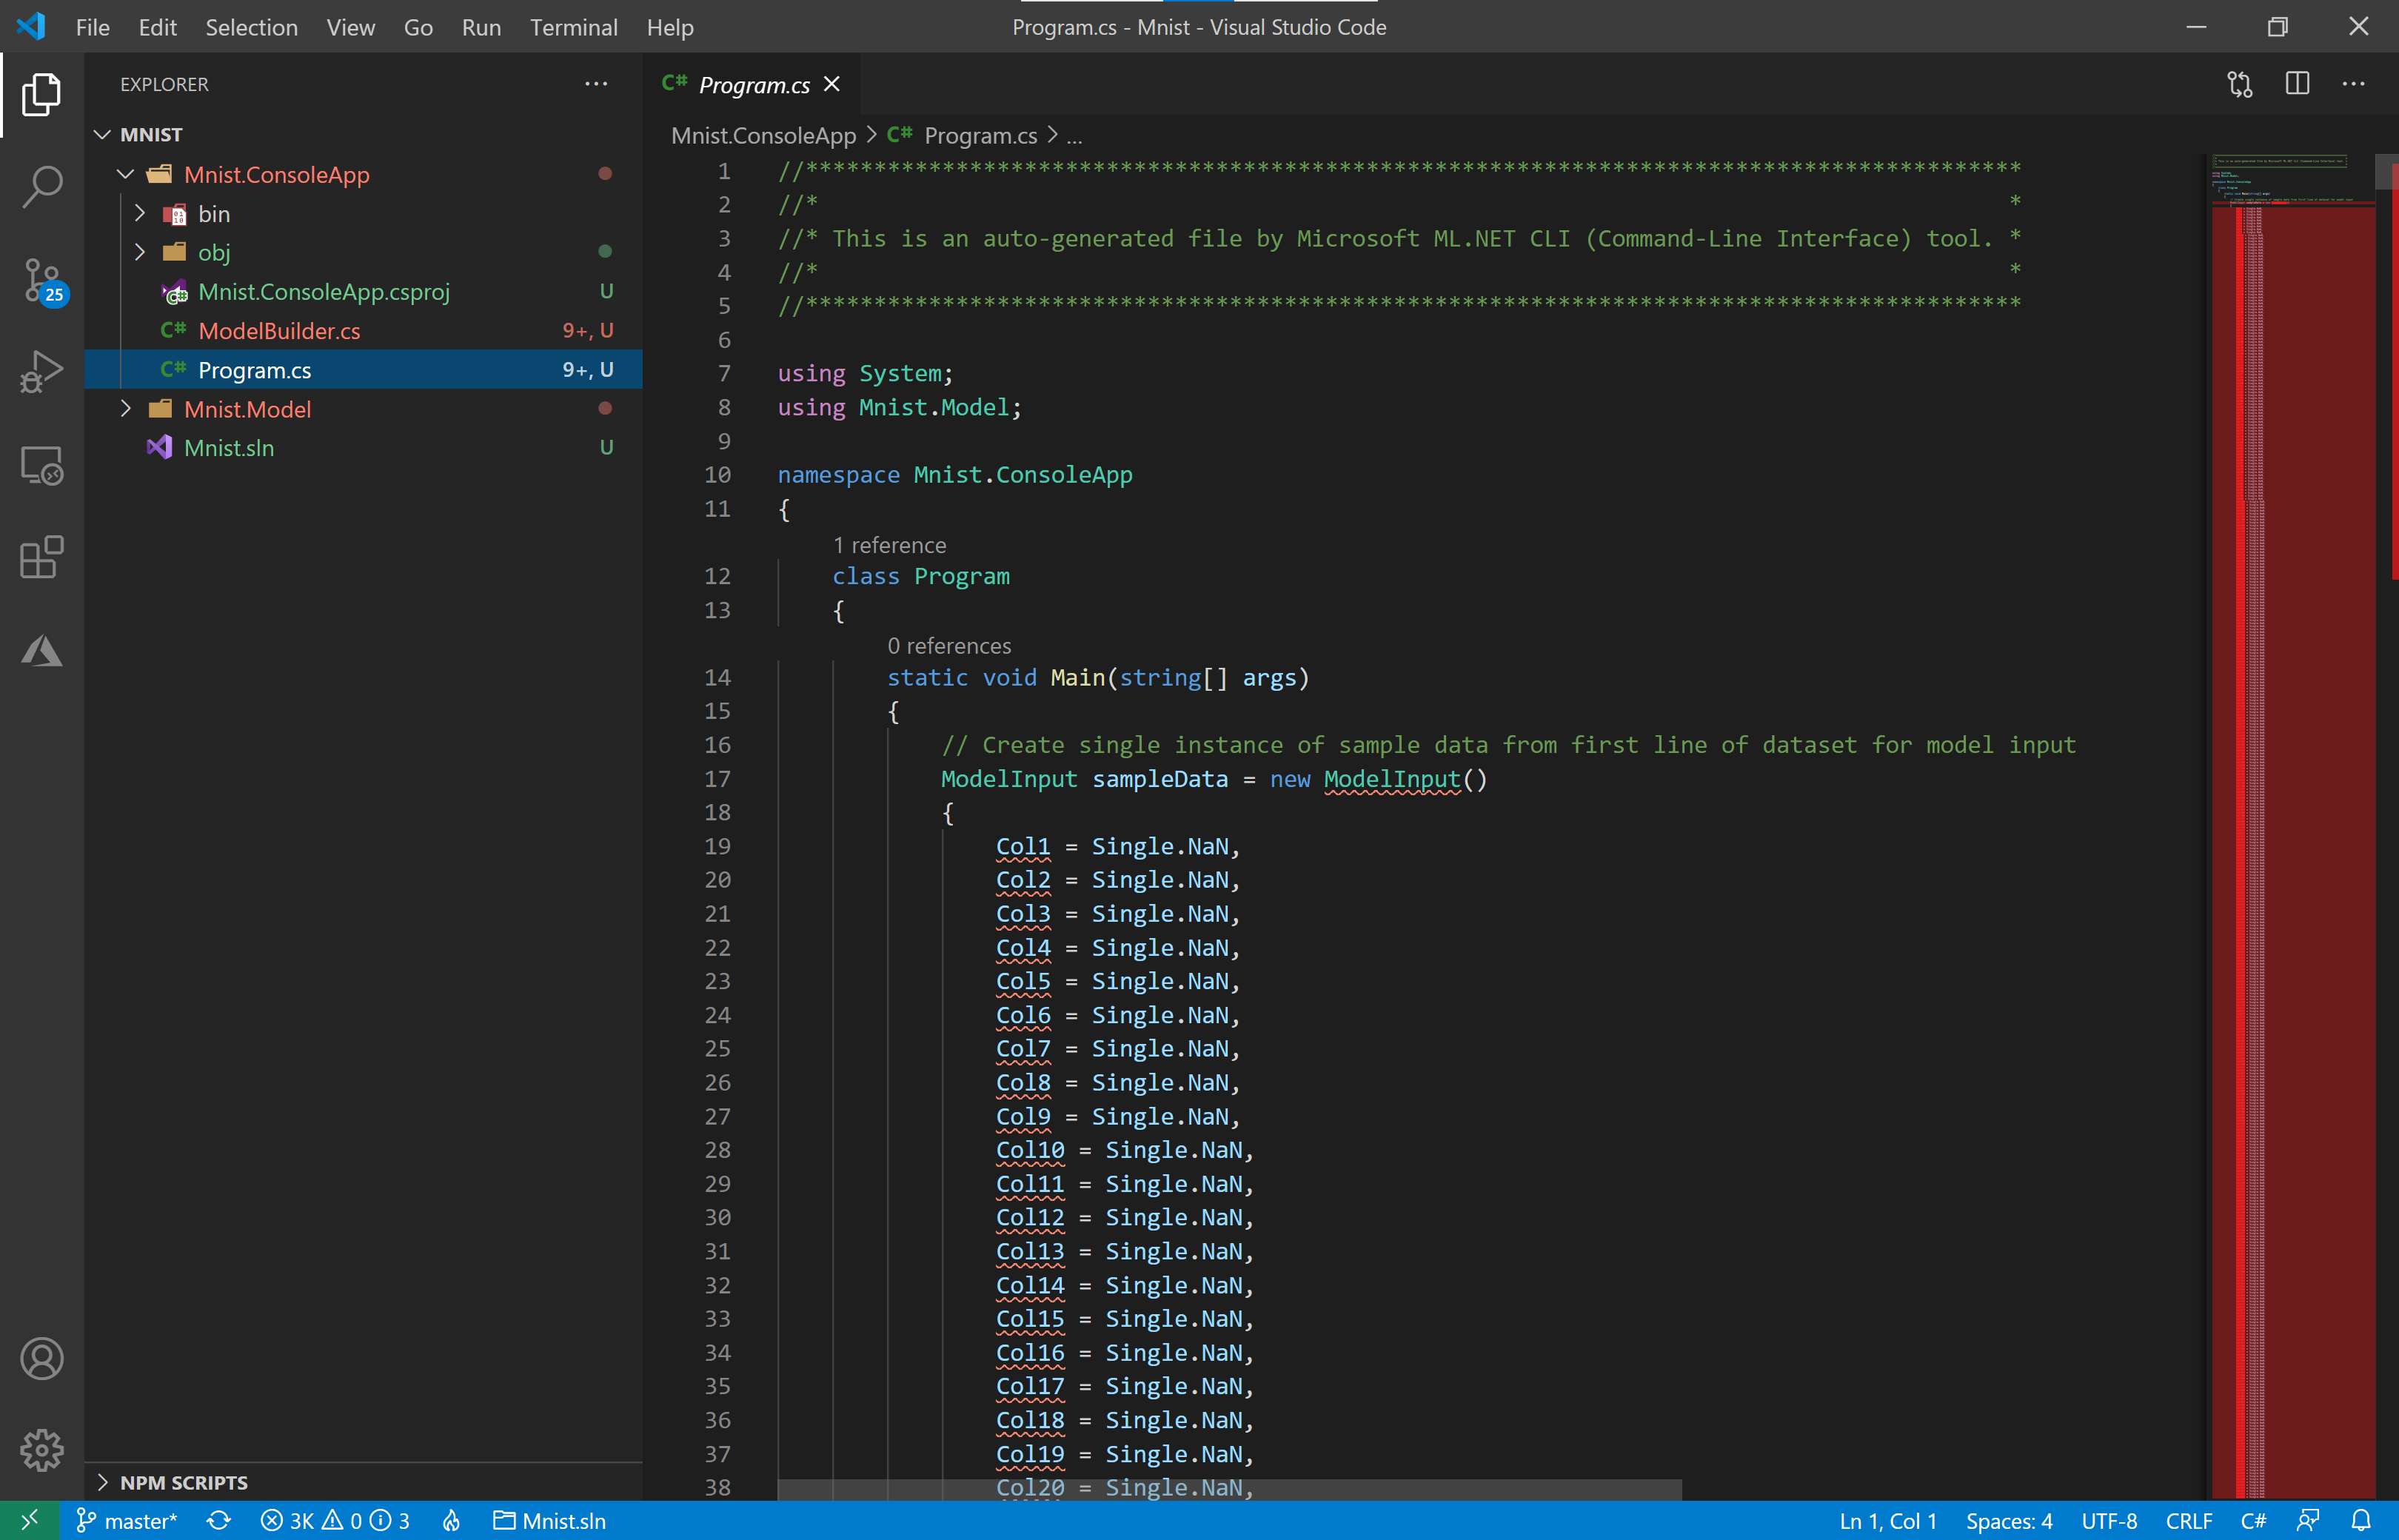 File Edit Selection View Go Run Terminal Help
Program.cs - Mnist - Visual Studio Code
EXPLORER
MNIST
Mnist.ConsoleApp
bin
obj
Mnist.ConsoleApp.csproj U
ModelBuilder.cs 9+, U
Program.cs 9+, U
Mnist.Model
Mnist.sln U
25
NPM SCRIPTS
C# Program.cs
Mnist.ConsoleApp > C# Program.cs > ...
1 //*****************************************************************************************
2 //* *
3 //* This is an auto-generated file by Microsoft ML.NET CLI (Command-Line Interface) tool. *
4 //* *
5 //*****************************************************************************************
6
7 using System;
8 using Mnist.Model;
9
10 namespace Mnist.ConsoleApp
11 {
1 reference
12 class Program
13 {
0 references
14 static void Main(string[] args)
15 {
16 // Create single instance of sample data from first line of dataset for model input
17 ModelInput sampleData = new ModelInput()
18 {
19 Col1 = Single.NaN,
20 Col2 = Single.NaN,
21 Col3 = Single.NaN,
22 Col4 = Single.NaN,
23 Col5 = Single.NaN,
24 Col6 = Single.NaN,
25 Col7 = Single.NaN,
26 Col8 = Single.NaN,
27 Col9 = Single.NaN,
28 Col10 = Single.NaN,
29 Col11 = Single.NaN,
30 Col12 = Single.NaN,
31 Col13 = Single.NaN,
32 Col14 = Single.NaN,
33 Col15 = Single.NaN,
34 Col16 = Single.NaN,
35 Col17 = Single.NaN,
36 Col18 = Single.NaN,
37 Col19 = Single.NaN,
38 Col20 = Single.NaN,
master* 3K 0 3 Mnist.sln Ln 1, Col 1 Spaces: 4 UTF-8 CRLF C#